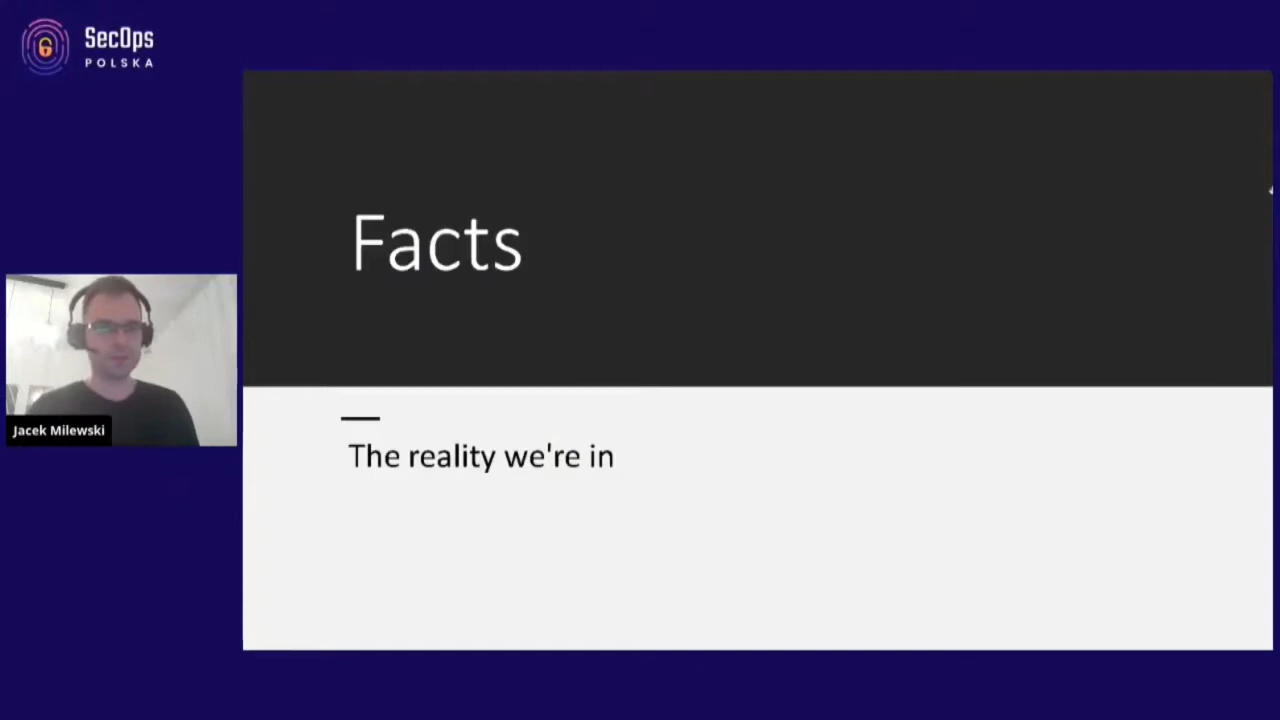 SecOps
POLSKA
Facts
The reality we're in
Jacek Milewski